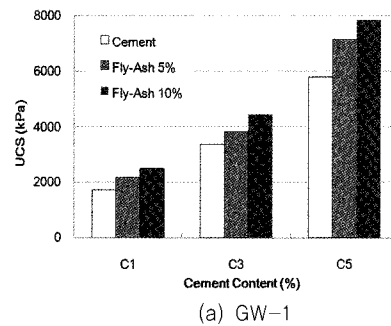 8000
6000
4000
2000
0
UCS (kPa)
Cement
Fly-Ash 5%
Fly-Ash 10%
C1 C3 C5
Cement Content (%)
(a) GW-1